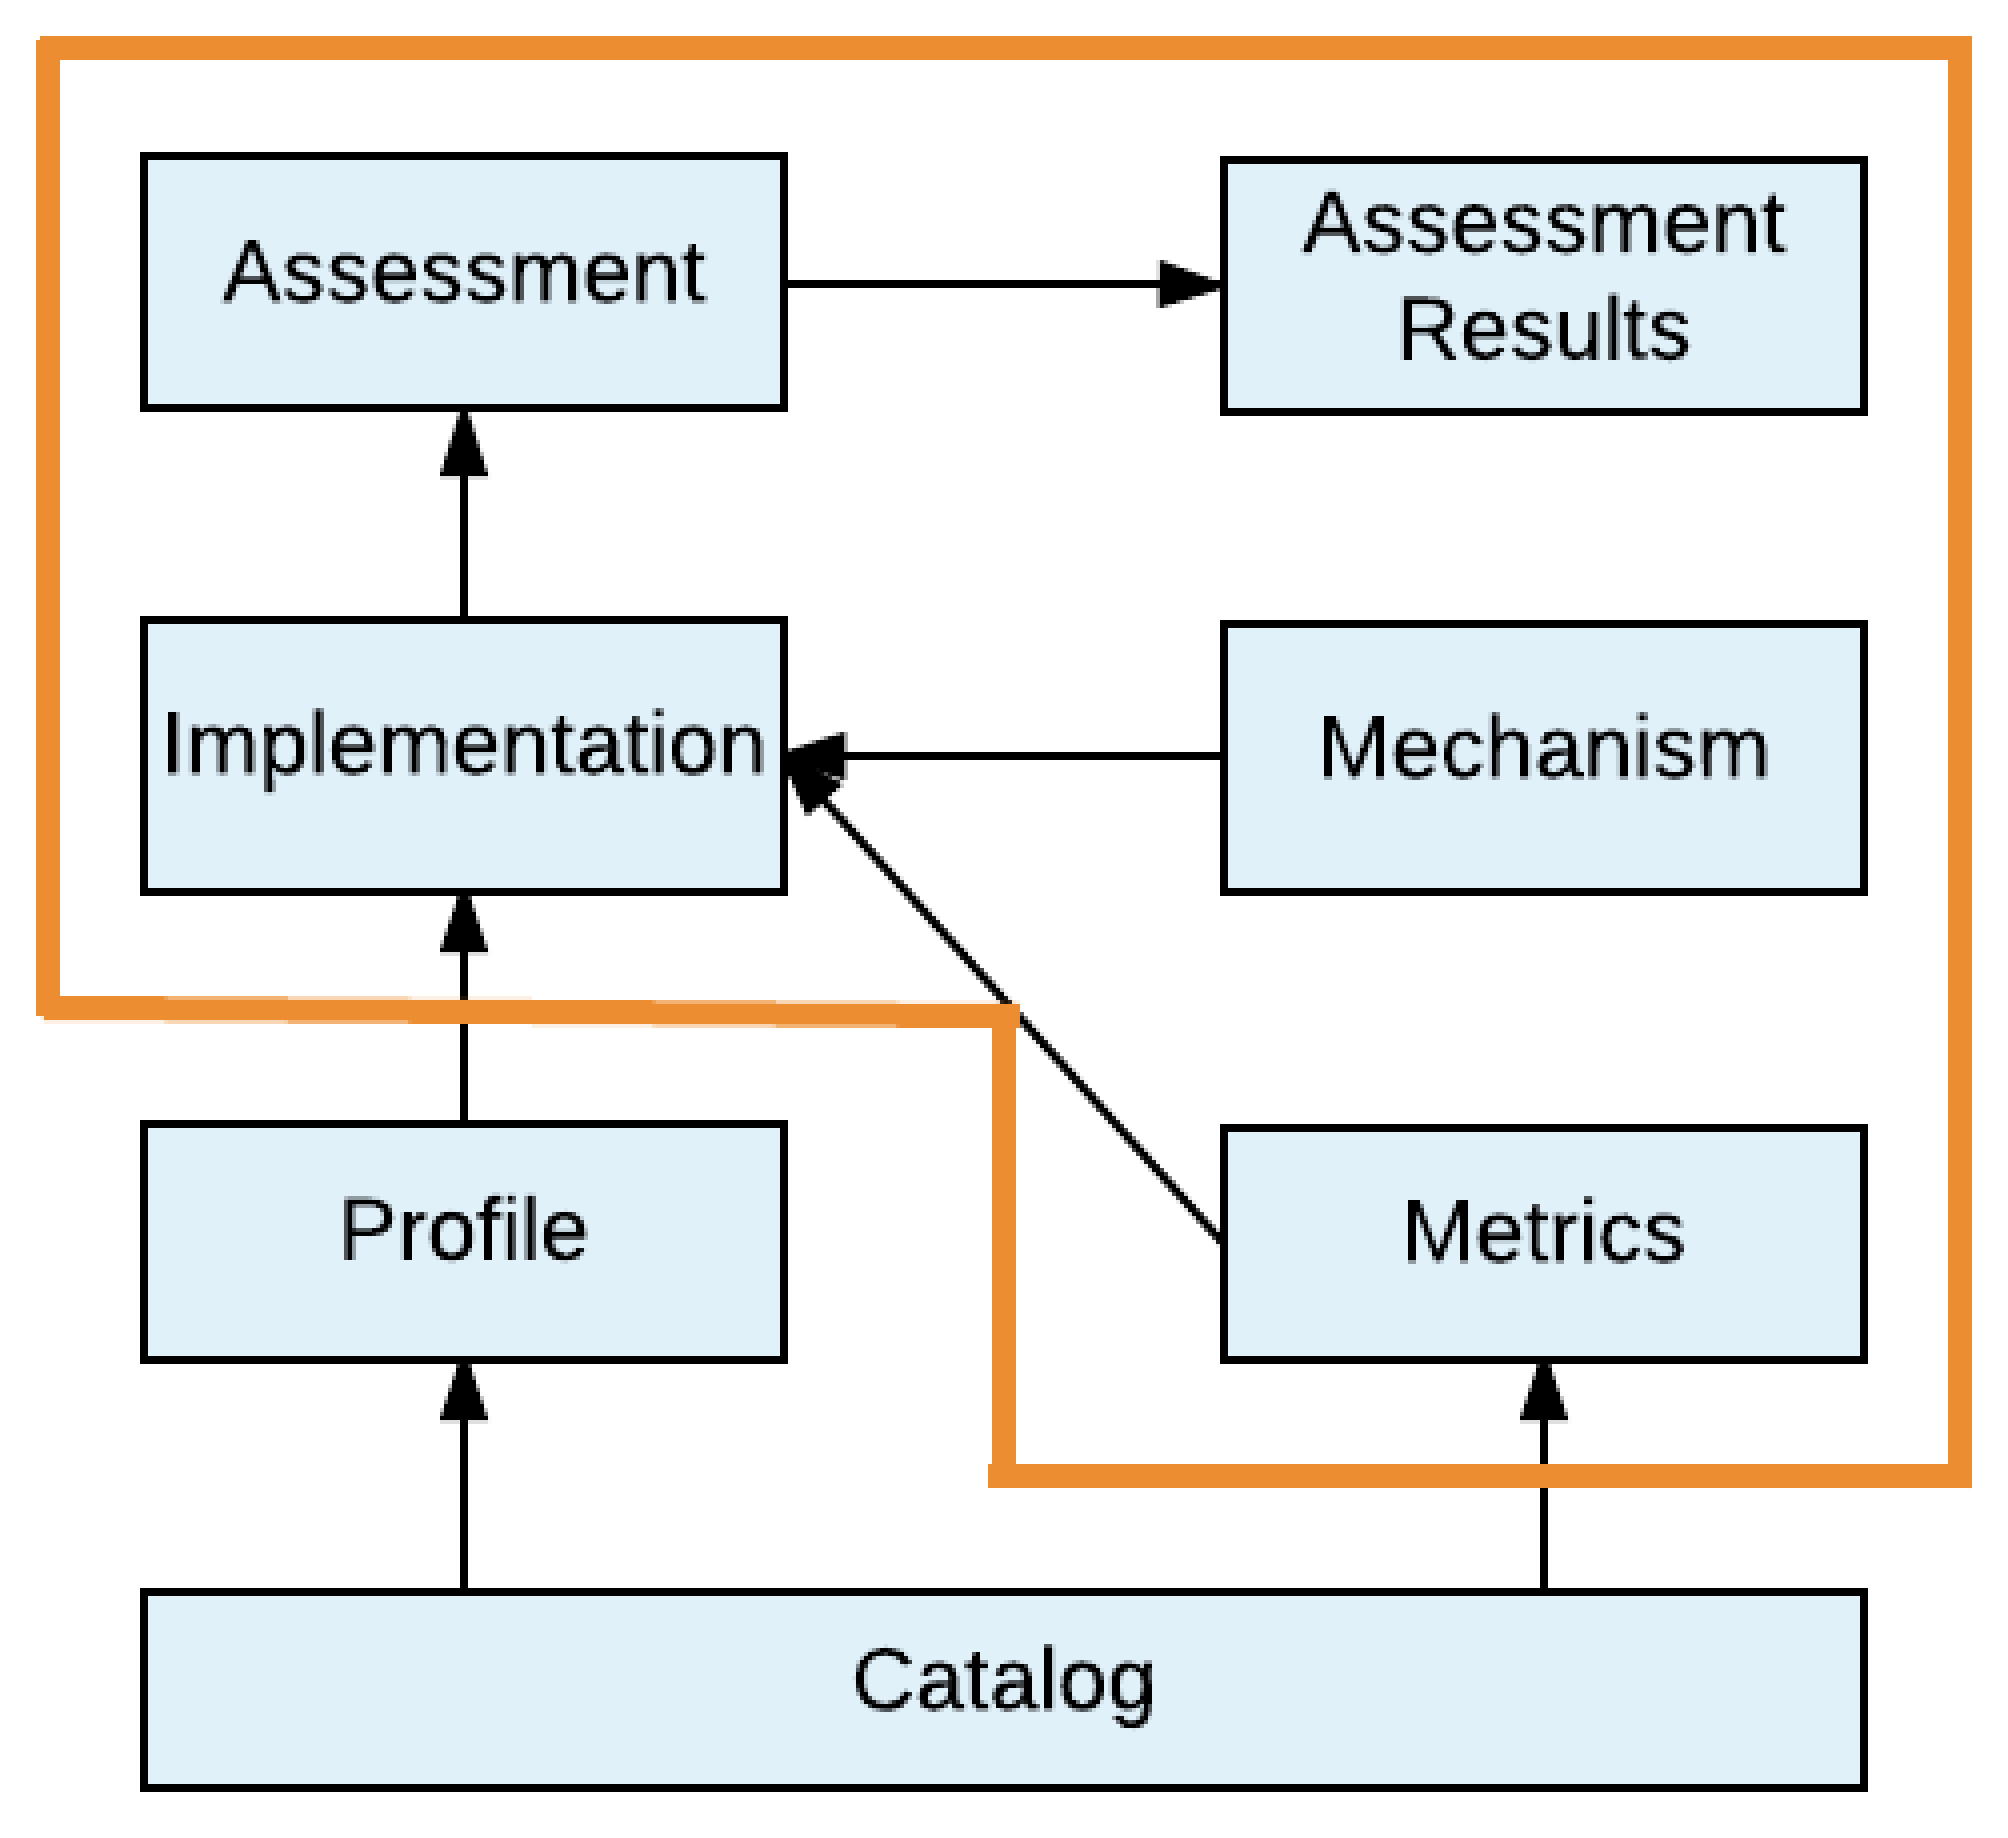 Assessment
Assessment
Results
Implementation
Mechanism
Profile
Metrics
Catalog